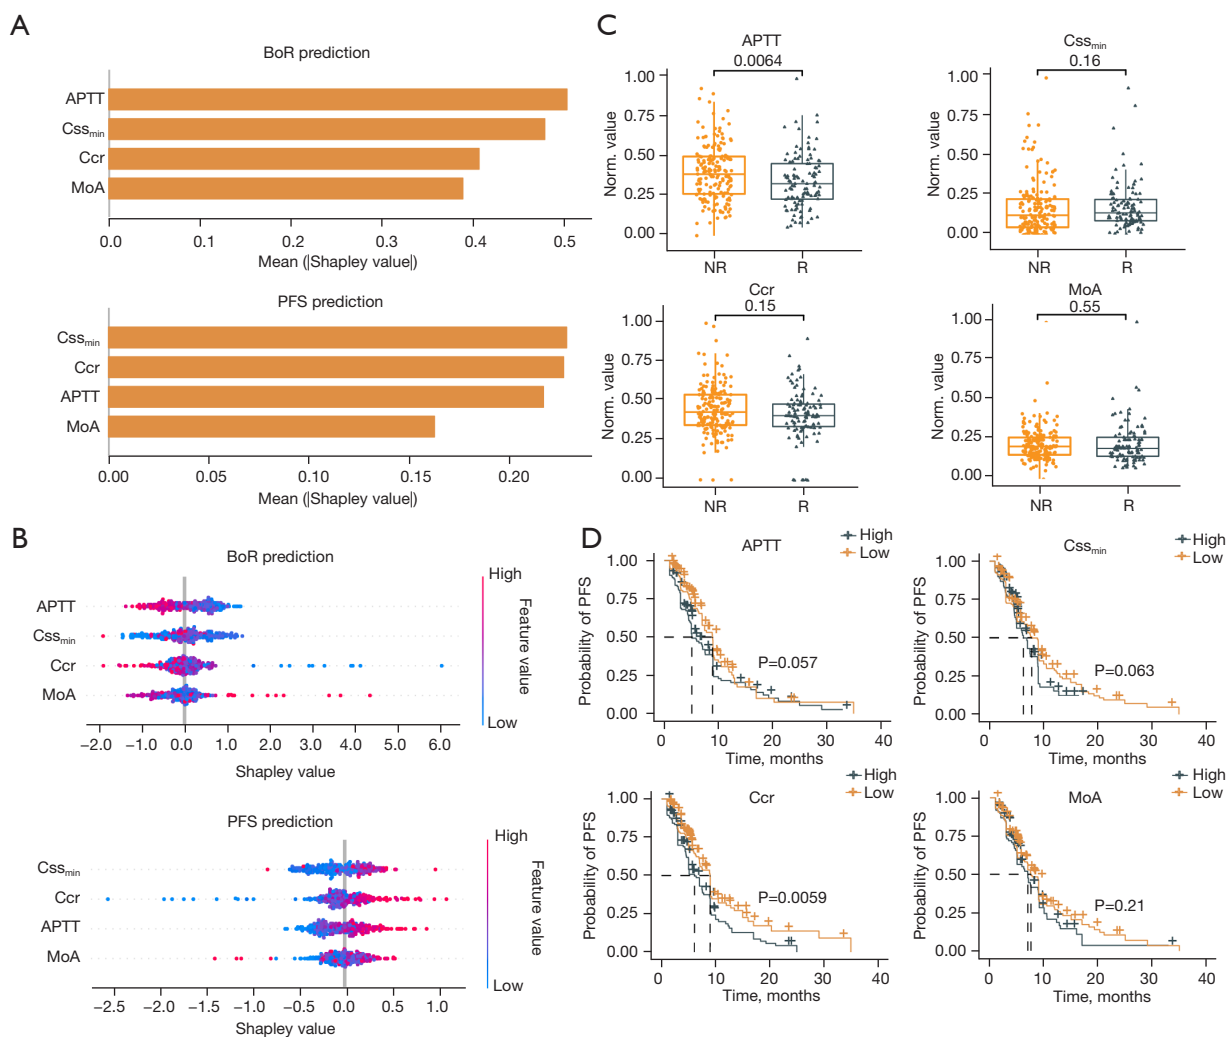 A
BoR prediction
APTT
Cssmin
Ccr
MoA
0.0 0.1 0.2 0.3 0.4 0.5
Mean (|Shapley value|)
PFS prediction
Cssmin
Ccr
APTT
MoA
0.00 0.05 0.10 0.15 0.20
Mean (|Shapley value|)
B
BoR prediction
High
APTT
Cssmin
Ccr
MoA
Feature value
Low
−2.0 −1.0 0.0 1.0 2.0 3.0 4.0 5.0 6.0
Shapley value
PFS prediction
High
Cssmin
Ccr
APTT
MoA
Feature value
Low
−2.5 −2.0 −1.5 −1.0 −0.5 0.0 0.5 1.0
Shapley value
C
APTT
0.0064
1.00
0.75
0.50
0.25
0.00
Norm. value
NR R
Cssmin
0.16
1.00
0.75
0.50
0.25
0.00
Norm. value
NR R
Ccr
0.15
1.00
0.75
0.50
0.25
0.00
Norm. value
NR R
MoA
0.55
1.00
0.75
0.50
0.25
0.00
Norm. value
NR R
D
APTT
High
Low
1.00
0.75
0.50
0.25
0.00
Probability of PFS
P=0.057
0 10 20 30 40
Time, months
Cssmin
High
Low
1.00
0.75
0.50
0.25
0.00
Probability of PFS
P=0.063
0 10 20 30 40
Time, months
Ccr
High
Low
1.00
0.75
0.50
0.25
0.00
Probability of PFS
P=0.0059
0 10 20 30 40
Time, months
MoA
High
Low
1.00
0.75
0.50
0.25
0.00
Probability of PFS
P=0.21
0 10 20 30 40
Time, months